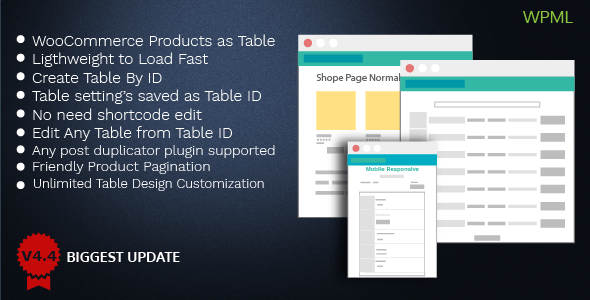 WPML
WooCommerce Products as Table
Ligthweight to Load Fast
Create Table By ID
Table setting's saved as Table ID
No need shortcode edit
Edit Any Table from Table ID
Any post duplicator plugin supported
Friendly Product Pagination
Unlimited Table Design Customization
Shope Page Normal
Mobile Responsive
V4.4
BIGGEST UPDATE